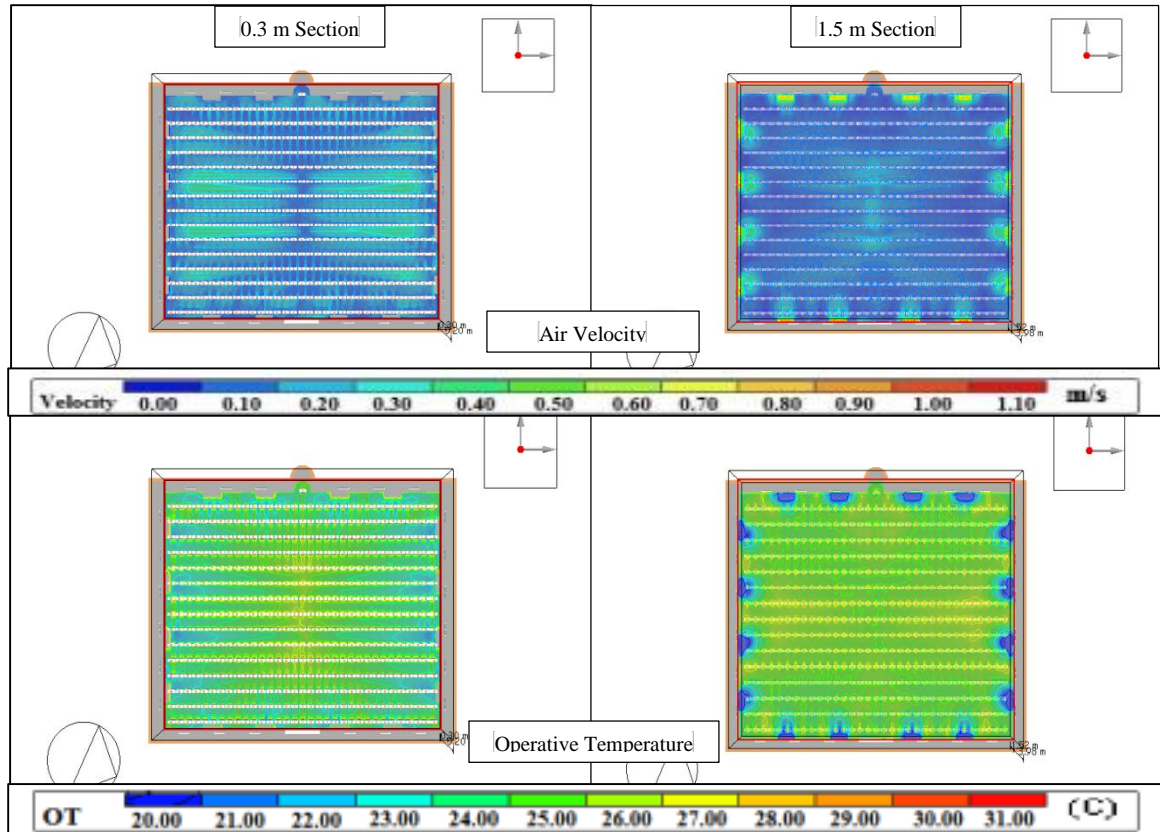 0.3 m Section
1.5 m Section
Air Velocity
Velocity 0.00 0.10 0.20 0.30 0.40 0.50 0.60 0.70 0.80 0.90 1.00 1.10 m/s
Operative Temperature
OT 20.00 21.00 22.00 23.00 24.00 25.00 26.00 27.00 28.00 29.00 30.00 31.00 (C)